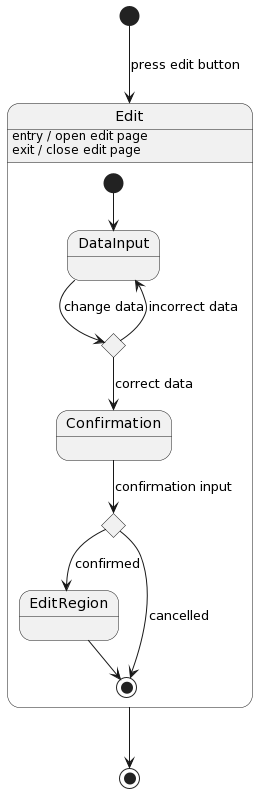 press edit button
Edit
entry / open edit page
exit / close edit page
DataInput
change data
incorrect data
correct data
Confirmation
confirmation input
confirmed
EditRegion
cancelled